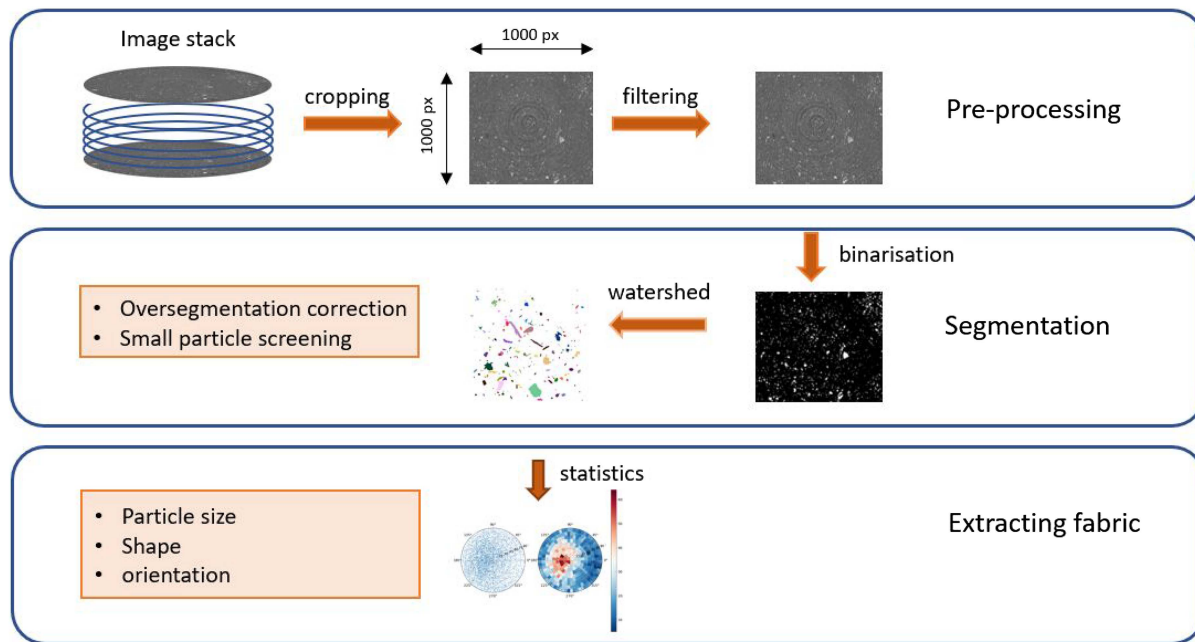 Image stack
cropping
1000 px
1000 px
filtering
Pre-processing
binarisation
watershed
• Oversegmentation correction
• Small particle screening
Segmentation
statistics
• Particle size
• Shape
• orientation
Extracting fabric